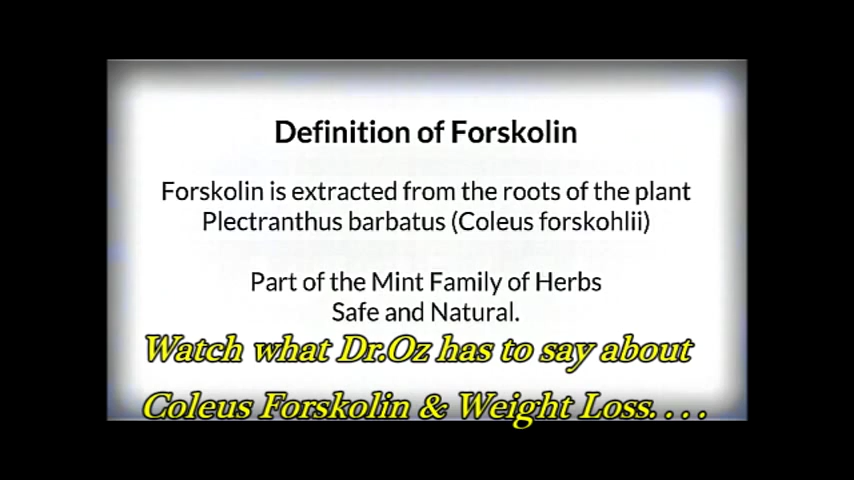 Definition of Forskolin
Forskolin is extracted from the roots of the plant
Plectranthus barbatus (Coleus forskohlii)
Part of the Mint Family of Herbs
Safe and Natural.
Watch what Dr.Oz has to say about
Coleus Forskolin & Weight Loss. . . .